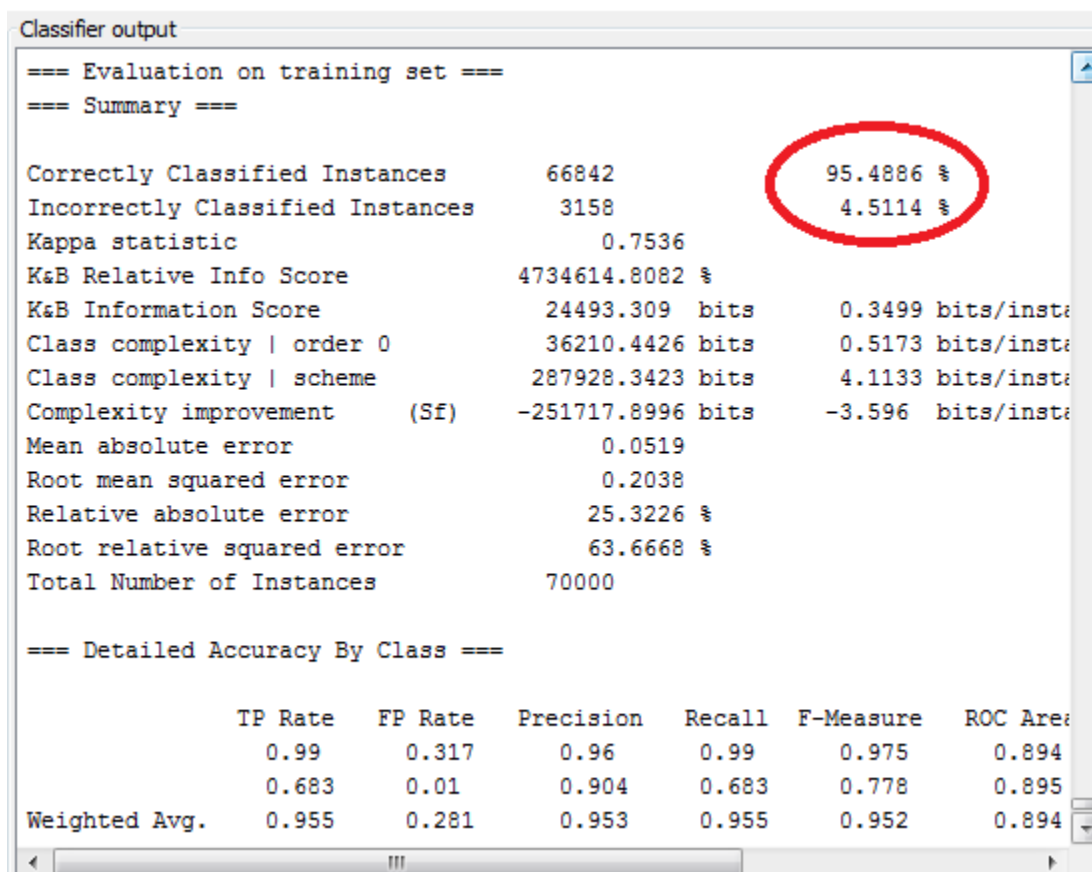 Classifier output
=== Evaluation on training set ===
=== Summary ===
Correctly Classified Instances 66842 95.4886 %
Incorrectly Classified Instances 3158 4.5114 %
Kappa statistic 0.7536
K&B Relative Info Score 4734614.8082 %
K&B Information Score 24493.309 bits 0.3499 bits/insta
Class complexity | order 0 36210.4426 bits 0.5173 bits/insta
Class complexity | scheme 287928.3423 bits 4.1133 bits/insta
Complexity improvement (Sf) -251717.8996 bits -3.596 bits/insta
Mean absolute error 0.0519
Root mean squared error 0.2038
Relative absolute error 25.3226 %
Root relative squared error 63.6668 %
Total Number of Instances 70000
=== Detailed Accuracy By Class ===
TP Rate FP Rate Precision Recall F-Measure ROC Area
0.99 0.317 0.96 0.99 0.975 0.894
0.683 0.01 0.904 0.683 0.778 0.895
Weighted Avg. 0.955 0.281 0.953 0.955 0.952 0.894